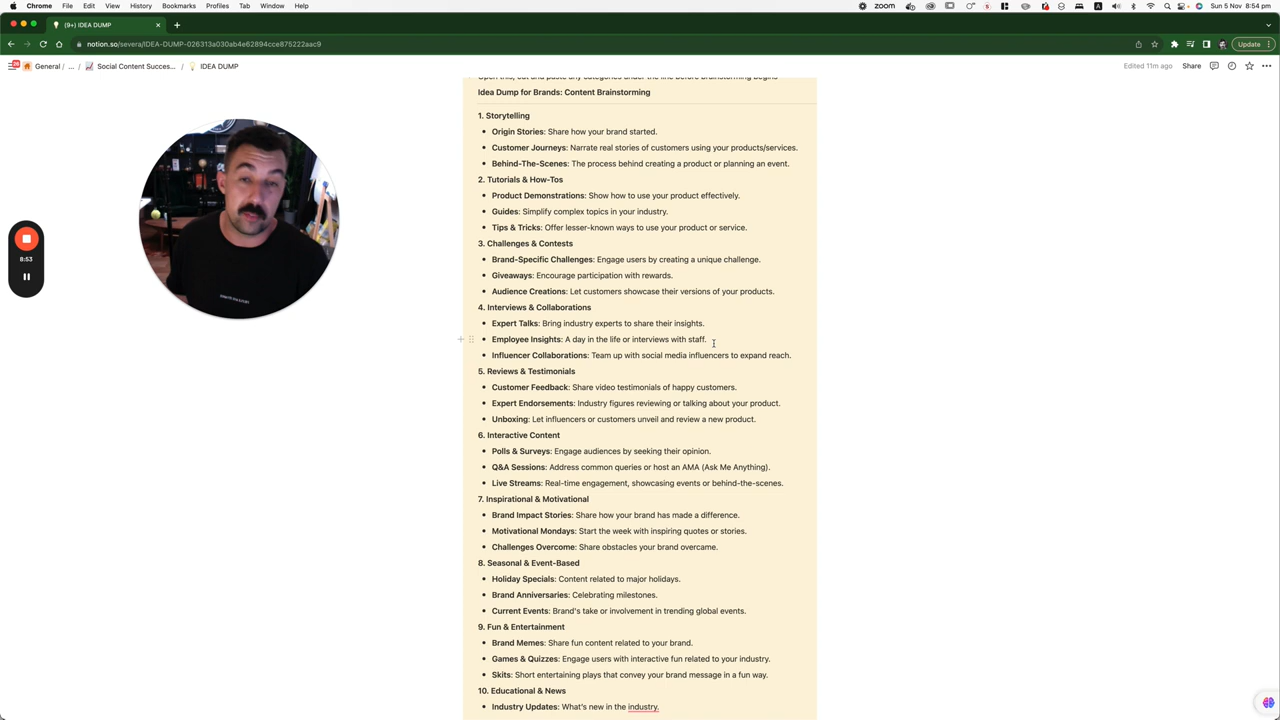 Chrome File Edit View History Bookmarks Profiles Tab Window Help zoom Sun 5 Nov 8:54 pm
(9+) IDEA DUMP
notion.so/severa/IDEA-DUMP-026313a030ab4e62894cce875222aac9 Update
General / ... / Social Content Succes... / IDEA DUMP Edited 11m ago Share
Idea Dump for Brands: Content Brainstorming
1. Storytelling
Origin Stories: Share how your brand started.
Customer Journeys: Narrate real stories of customers using your products/services.
Behind-The-Scenes: The process behind creating a product or planning an event.
2. Tutorials & How-Tos
Product Demonstrations: Show how to use your product effectively.
Guides: Simplify complex topics in your industry.
Tips & Tricks: Offer lesser-known ways to use your product or service.
3. Challenges & Contests
Brand-Specific Challenges: Engage users by creating a unique challenge.
Giveaways: Encourage participation with rewards.
Audience Creations: Let customers showcase their versions of your products.
4. Interviews & Collaborations
Expert Talks: Bring industry experts to share their insights.
Employee Insights: A day in the life or interviews with staff.
Influencer Collaborations: Team up with social media influencers to expand reach.
5. Reviews & Testimonials
Customer Feedback: Share video testimonials of happy customers.
Expert Endorsements: Industry figures reviewing or talking about your product.
Unboxing: Let influencers or customers unveil and review a new product.
6. Interactive Content
Polls & Surveys: Engage audiences by seeking their opinion.
Q&A Sessions: Address common queries or host an AMA (Ask Me Anything).
Live Streams: Real-time engagement, showcasing events or behind-the-scenes.
7. Inspirational & Motivational
Brand Impact Stories: Share how your brand has made a difference.
Motivational Mondays: Start the week with inspiring quotes or stories.
Challenges Overcome: Share obstacles your brand overcame.
8. Seasonal & Event-Based
Holiday Specials: Content related to major holidays.
Brand Anniversaries: Celebrating milestones.
Current Events: Brand's take or involvement in trending global events.
9. Fun & Entertainment
Brand Memes: Share fun content related to your brand.
Games & Quizzes: Engage users with interactive fun related to your industry.
Skits: Short entertaining plays that convey your brand message in a fun way.
10. Educational & News
Industry Updates: What's new in the industry.
8:53